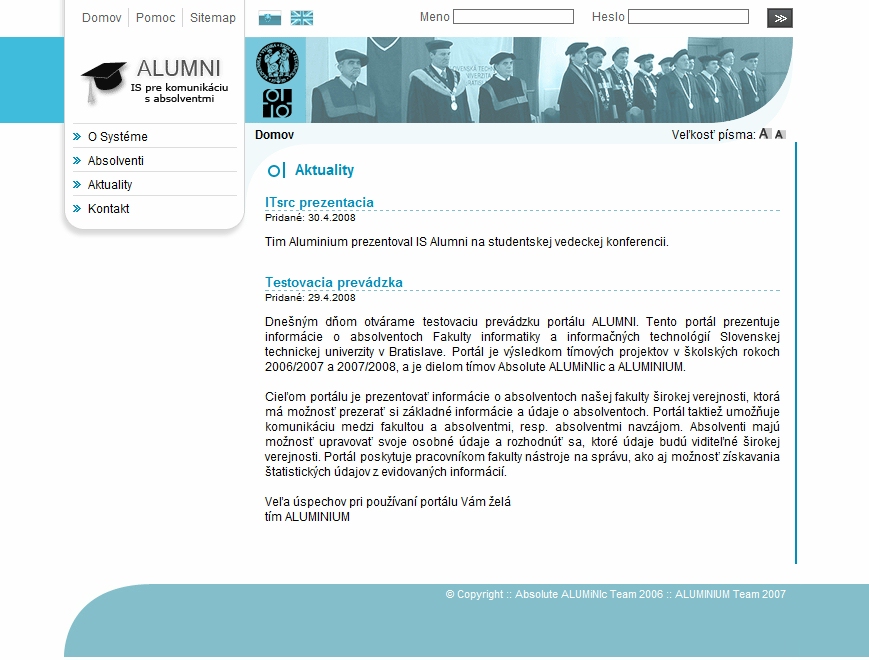 Domov Pomoc Sitemap
Meno Heslo
ALUMNI
IS pre komunikáciu
s absolventmi
O Systéme
Absolventi
Aktuality
Kontakt
Domov
Veľkosť písma: A A
Aktuality
ITsrc prezentacia
Pridané: 30.4.2008
Tim Aluminium prezentoval IS Alumni na studentskej vedeckej konferencii.
Testovacia prevádzka
Pridané: 29.4.2008
Dnešným dňom otvárame testovaciu prevádzku portálu ALUMNI. Tento portál prezentuje
informácie o absolventoch Fakulty informatiky a informačných technológií Slovenskej
technickej univerzity v Bratislave. Portál je výsledkom tímových projektov v školských rokoch
2006/2007 a 2007/2008, a je dielom tímov Absolute ALUMiNIic a ALUMINIUM.
Cieľom portálu je prezentovať informácie o absolventoch našej fakulty širokej verejnosti, ktorá
má možnosť prezerať si základné informácie a údaje o absolventoch. Portál taktiež umožňuje
komunikáciu medzi fakultou a absolventmi, resp. absolventmi navzájom. Absolventi majú
možnosť upravovať svoje osobné údaje a rozhodnúť sa, ktoré údaje budú viditeľné širokej
verejnosti. Portál poskytuje pracovníkom fakulty nástroje na správu, ako aj možnosť získavania
štatistických údajov z evidovaných informácií.
Veľa úspechov pri používaní portálu Vám želá
tím ALUMINIUM
© Copyright :: Absolute ALUMiNIc Team 2006 :: ALUMINIUM Team 2007